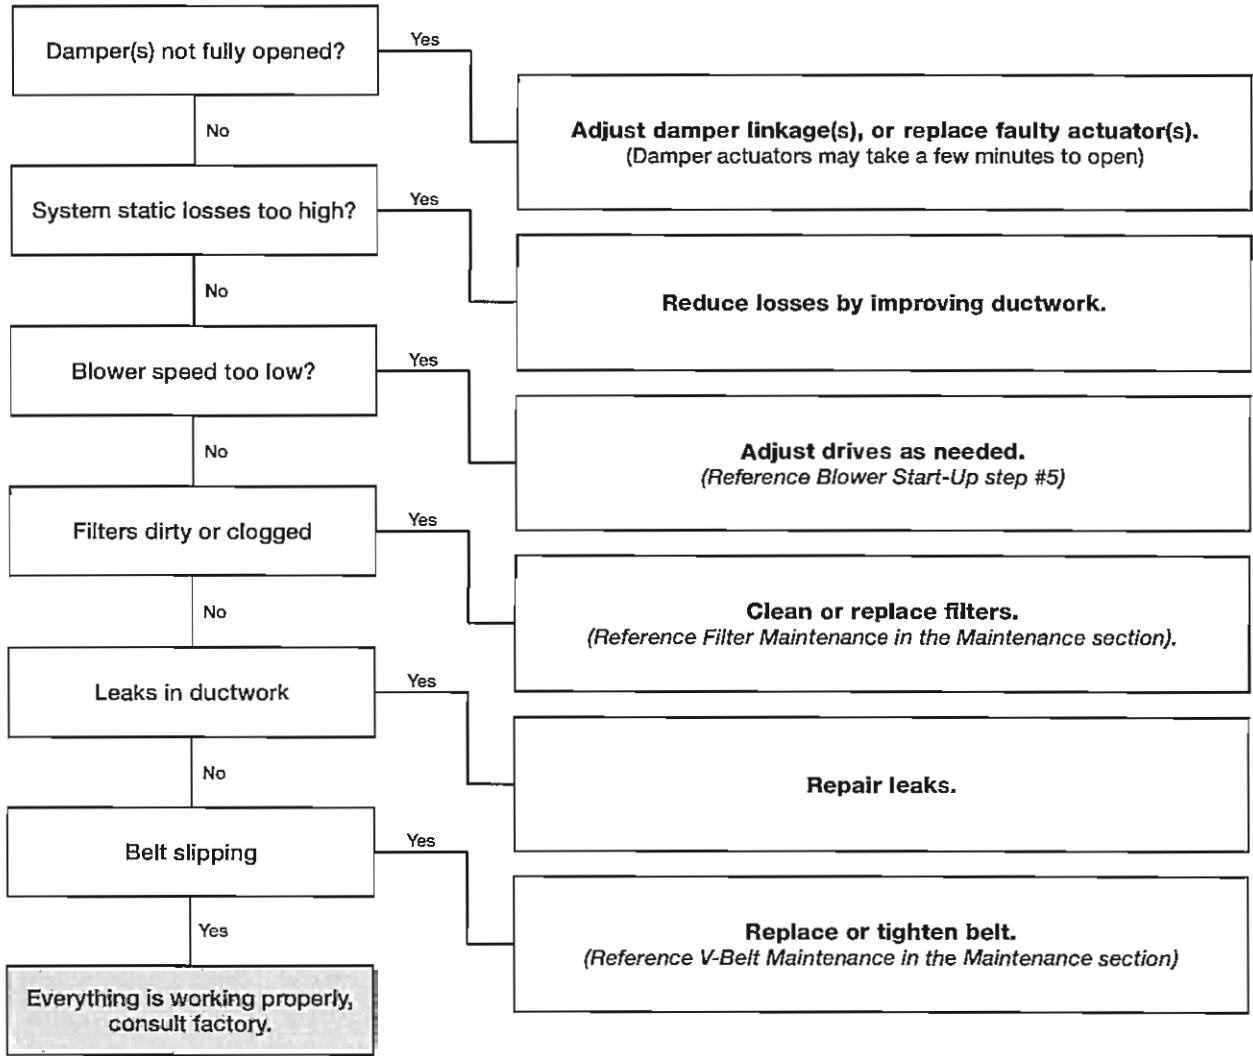 Damper(s) not fully opened?
Yes
No
Adjust damper linkage(s), or replace faulty actuator(s).
(Damper actuators may take a few minutes to open)
System static losses too high?
Yes
No
Reduce losses by improving ductwork.
Blower speed too low?
Yes
No
Adjust drives as needed.
(Reference Blower Start-Up step #5)
Filters dirty or clogged
Yes
No
Clean or replace filters.
(Reference Filter Maintenance in the Maintenance section).
Leaks in ductwork
Yes
No
Repair leaks.
Belt slipping
Yes
Yes
Replace or tighten belt.
(Reference V-Belt Maintenance in the Maintenance section)
Everything is working properly,
consult factory.